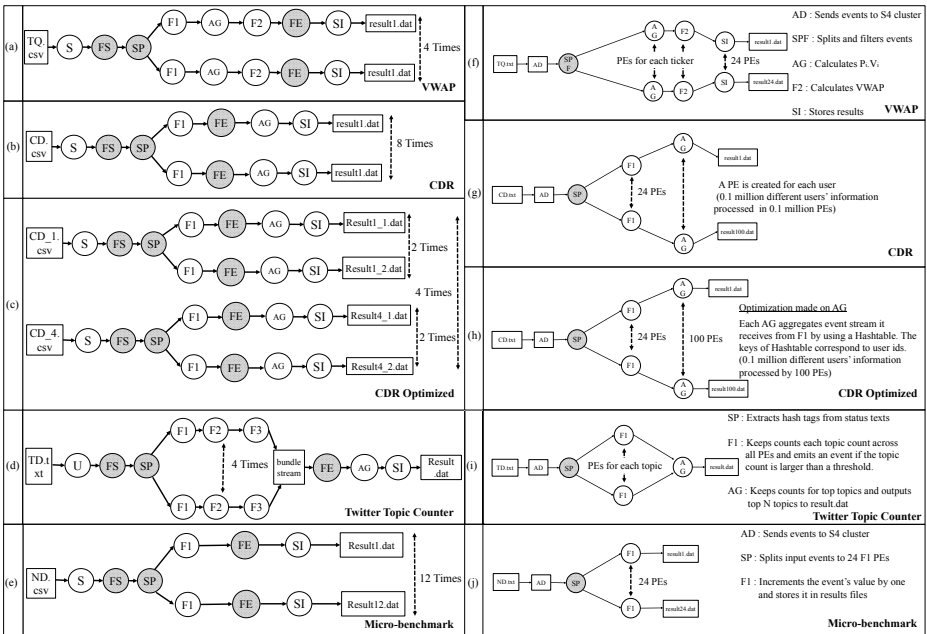 (a)
TQ.
csv
S
FS
SP
F1
AG
F2
FE
SI
result1.dat
F1
AG
F2
FE
SI
result1.dat
4 Times
VWAP
(b)
CD.
csv
S
FS
SP
F1
FE
AG
SI
result1.dat
F1
FE
AG
SI
result1.dat
8 Times
CDR
(c)
CD_1.
csv
S
FS
SP
F1
FE
AG
SI
Result1_1.dat
F1
FE
AG
SI
Result1_2.dat
2 Times
4 Times
CD_4.
csv
S
FS
SP
F1
FE
AG
SI
Result4_1.dat
F1
FE
AG
SI
Result4_2.dat
2 Times
CDR Optimized
(d)
TD.t
xt
U
FS
SP
F1
F2
F3
4 Times
F1
F2
F3
bundle
stream
FE
AG
SI
Result
.dat
Twitter Topic Counter
(e)
ND.
csv
S
FS
SP
F1
FE
SI
Result1.dat
F1
FE
SI
Result12.dat
12 Times
Micro-benchmark
(f)
TQ.txt
AD
SP
F
A
G
F2
SI
result1.dat
PEs for each ticker
24 PEs
A
G
F2
SI
result24.dat
AD : Sends events to S4 cluster
SPF : Splits and filters events
AG : Calculates PᵢVᵢ
F2 : Calculates VWAP
SI : Stores results
VWAP
(g)
CD.txt
AD
SP
F1
24 PEs
F1
A
G
result1.dat
A
G
result100.dat
A PE is created for each user
(0.1 million different users' information
processed in 0.1 million PEs)
CDR
(h)
CD.txt
AD
SP
F1
24 PEs
F1
A
G
result1.dat
100 PEs
A
G
result100.dat
Optimization made on AG
Each AG aggregates event stream it
receives from F1 by using a Hashtable. The
keys of Hashtable correspond to user ids.
(0.1 million different users' information
processed by 100 PEs)
CDR Optimized
(i)
TD.txt
AD
SP
F1
PEs for each topic
F1
A
G
result.dat
SP : Extracts hash tags from status texts
F1 : Keeps counts each topic count across
all PEs and emits an event if the topic
count is larger than a threshold.
AG : Keeps counts for top topics and outputs
top N topics to result.dat
Twitter Topic Counter
(j)
ND.txt
AD
SP
F1
result1.dat
24 PEs
F1
result24.dat
AD : Sends events to S4 cluster
SP : Splits input events to 24 F1 PEs
F1 : Increments the event's value by one
and stores it in results files
Micro-benchmark